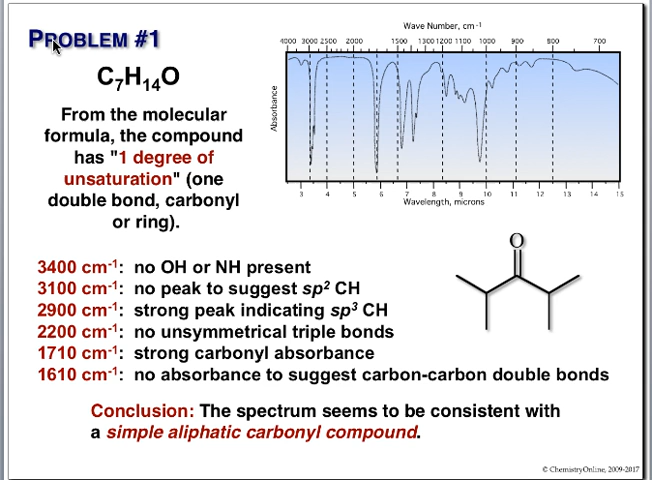 PROBLEM #1
C7H14O
From the molecular
formula, the compound
has "1 degree of
unsaturation" (one
double bond, carbonyl
or ring).
Wave Number, cm-1
4000 3000 2500 2000 1500 1300 1200 1100 1000 900 800 700
Absorbance
3 4 5 6 7 8 9 10 11 12 13 14 15
Wavelength, microns
O
3400 cm-1: no OH or NH present
3100 cm-1: no peak to suggest sp2 CH
2900 cm-1: strong peak indicating sp3 CH
2200 cm-1: no unsymmetrical triple bonds
1710 cm-1: strong carbonyl absorbance
1610 cm-1: no absorbance to suggest carbon-carbon double bonds
Conclusion: The spectrum seems to be consistent with
a simple aliphatic carbonyl compound.
© ChemistryOnline, 2009-2017